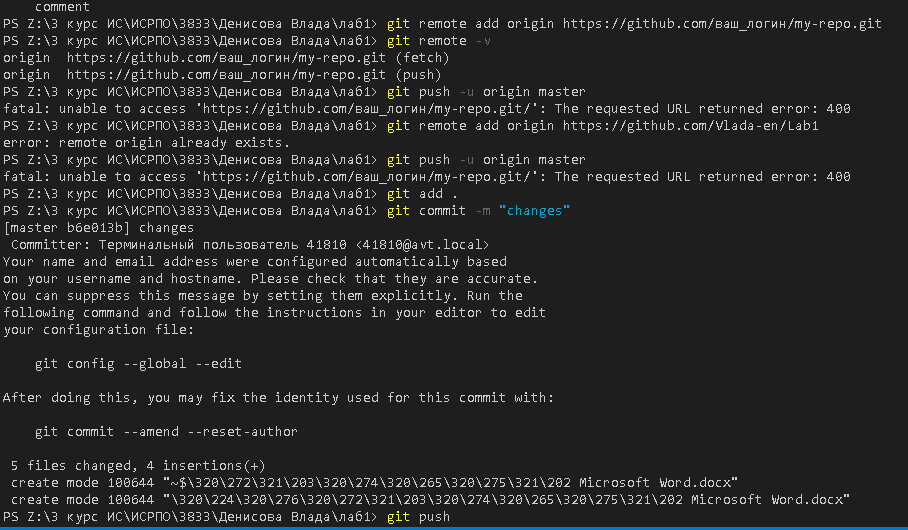 comment
PS Z:\3 курс ИС\ИСРПО\3833\Денисова Влада\лаб1> git remote add origin https://github.com/ваш_логин/my-repo.git
PS Z:\3 курс ИС\ИСРПО\3833\Денисова Влада\лаб1> git remote -v
origin  https://github.com/ваш_логин/my-repo.git (fetch)
origin  https://github.com/ваш_логин/my-repo.git (push)
PS Z:\3 курс ИС\ИСРПО\3833\Денисова Влада\лаб1> git push -u origin master
fatal: unable to access 'https://github.com/ваш_логин/my-repo.git/': The requested URL returned error: 400
PS Z:\3 курс ИС\ИСРПО\3833\Денисова Влада\лаб1> git remote add origin https://github.com/Vlada-en/Lab1
error: remote origin already exists.
PS Z:\3 курс ИС\ИСРПО\3833\Денисова Влада\лаб1> git push -u origin master
fatal: unable to access 'https://github.com/ваш_логин/my-repo.git/': The requested URL returned error: 400
PS Z:\3 курс ИС\ИСРПО\3833\Денисова Влада\лаб1> git add .
PS Z:\3 курс ИС\ИСРПО\3833\Денисова Влада\лаб1> git commit -m "changes"
[master b6e013b] changes
 Committer: Терминальный пользователь 41810 <41810@avt.local>
Your name and email address were configured automatically based
on your username and hostname. Please check that they are accurate.
You can suppress this message by setting them explicitly. Run the
following command and follow the instructions in your editor to edit
your configuration file:
    git config --global --edit
After doing this, you may fix the identity used for this commit with:
    git commit --amend --reset-author
 5 files changed, 4 insertions(+)
 create mode 100644 "~$\320\272\321\203\320\274\320\265\320\275\321\202 Microsoft Word.docx"
 create mode 100644 "\320\224\320\276\320\272\321\203\320\274\320\265\320\275\321\202 Microsoft Word.docx"
PS Z:\3 курс ИС\ИСРПО\3833\Денисова Влада\лаб1> git push